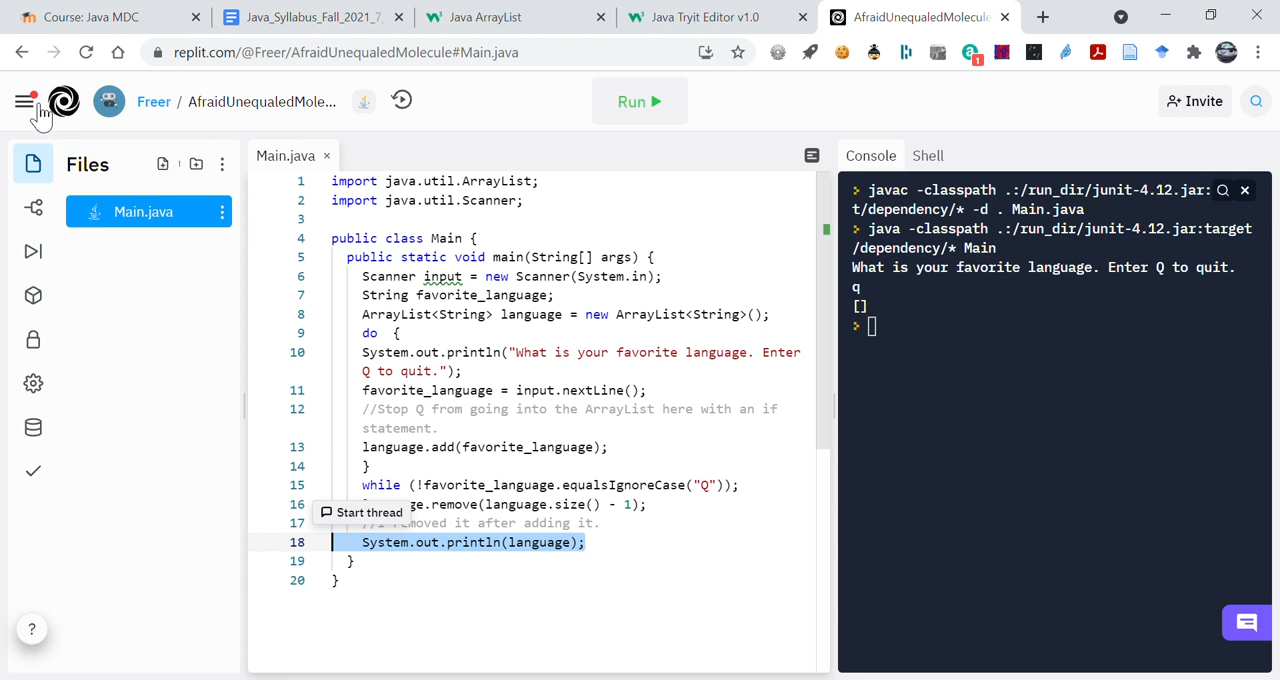 Course: Java MDC
Java_Syllabus_Fall_2021_7
Java ArrayList
Java Tryit Editor v1.0
AfraidUnequaledMolecule
replit.com/@Freer/AfraidUnequaledMolecule#Main.java
1
Freer / AfraidUnequaledMole...
Run
Invite
Files
Main.java
Main.java
Console
Shell
1 import java.util.ArrayList;
2 import java.util.Scanner;
3
4 public class Main {
5 public static void main(String[] args) {
6 Scanner input = new Scanner(System.in);
7 String favorite_language;
8 ArrayList<String> language = new ArrayList<String>();
9 do {
10 System.out.println("What is your favorite language. Enter
Q to quit.");
11 favorite_language = input.nextLine();
12 //Stop Q from going into the ArrayList here with an if
statement.
13 language.add(favorite_language);
14 }
15 while (!favorite_language.equalsIgnoreCase("Q"));
16 ge.remove(language.size() - 1);
Start thread
17 moved it after adding it.
18 System.out.println(language);
19 }
20 }
> javac -classpath .:/run_dir/junit-4.12.jar:
t/dependency/* -d . Main.java
> java -classpath .:/run_dir/junit-4.12.jar:target
/dependency/* Main
What is your favorite language. Enter Q to quit.
q
[]
>
?